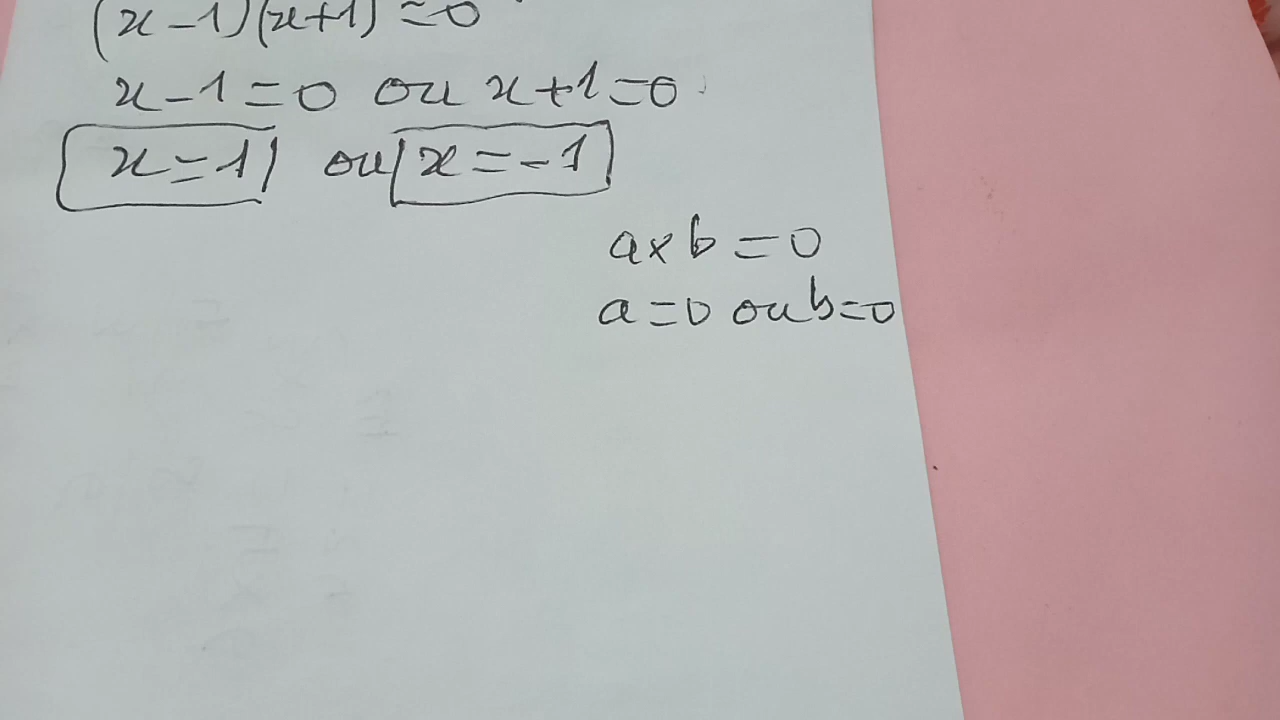 (x-1)(x+1)=0
x-1=0 ou x+1=0
x=1 ou x=-1
a×b=0
a=0 ou b=0